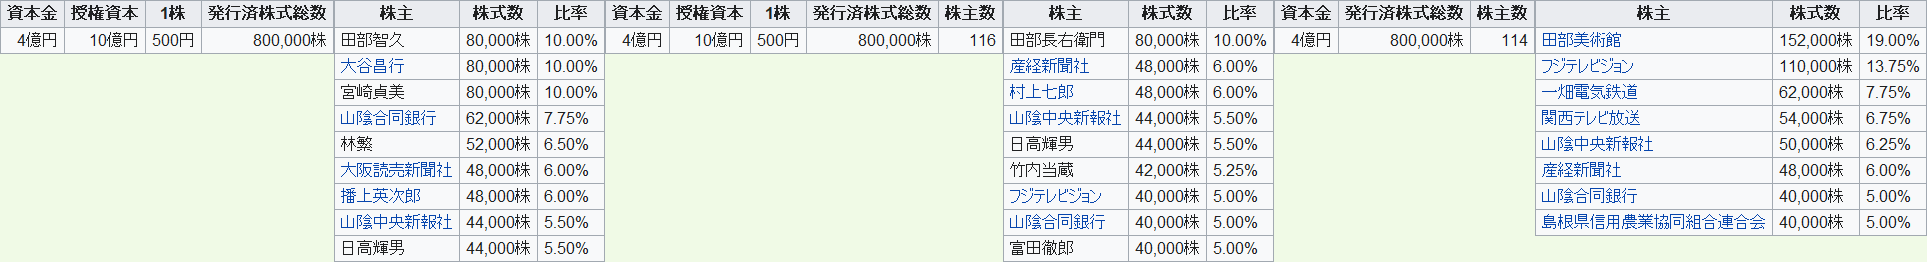 資本金 授権資本 1株 発行済株式総数
4億円 10億円 500円 800,000株
株主 株式数 比率
田部智久 80,000株 10.00%
大谷昌行 80,000株 10.00%
宮崎貞美 80,000株 10.00%
山陰合同銀行 62,000株 7.75%
林繁 52,000株 6.50%
大阪読売新聞社 48,000株 6.00%
播上英次郎 48,000株 6.00%
山陰中央新報社 44,000株 5.50%
日高輝男 44,000株 5.50%
資本金 授権資本 1株 発行済株式総数 株主数
4億円 10億円 500円 800,000株 116
株主 株式数 比率
田部長右衛門 80,000株 10.00%
産経新聞社 48,000株 6.00%
村上七郎 48,000株 6.00%
山陰中央新報社 44,000株 5.50%
日高輝男 44,000株 5.50%
竹内当蔵 42,000株 5.25%
フジテレビジョン 40,000株 5.00%
山陰合同銀行 40,000株 5.00%
富田徹郎 40,000株 5.00%
資本金 発行済株式総数 株主数
4億円 800,000株 114
株主 株式数 比率
田部美術館 152,000株 19.00%
フジテレビジョン 110,000株 13.75%
一畑電気鉄道 62,000株 7.75%
関西テレビ放送 54,000株 6.75%
山陰中央新報社 50,000株 6.25%
産経新聞社 48,000株 6.00%
山陰合同銀行 40,000株 5.00%
島根県信用農業協同組合連合会 40,000株 5.00%